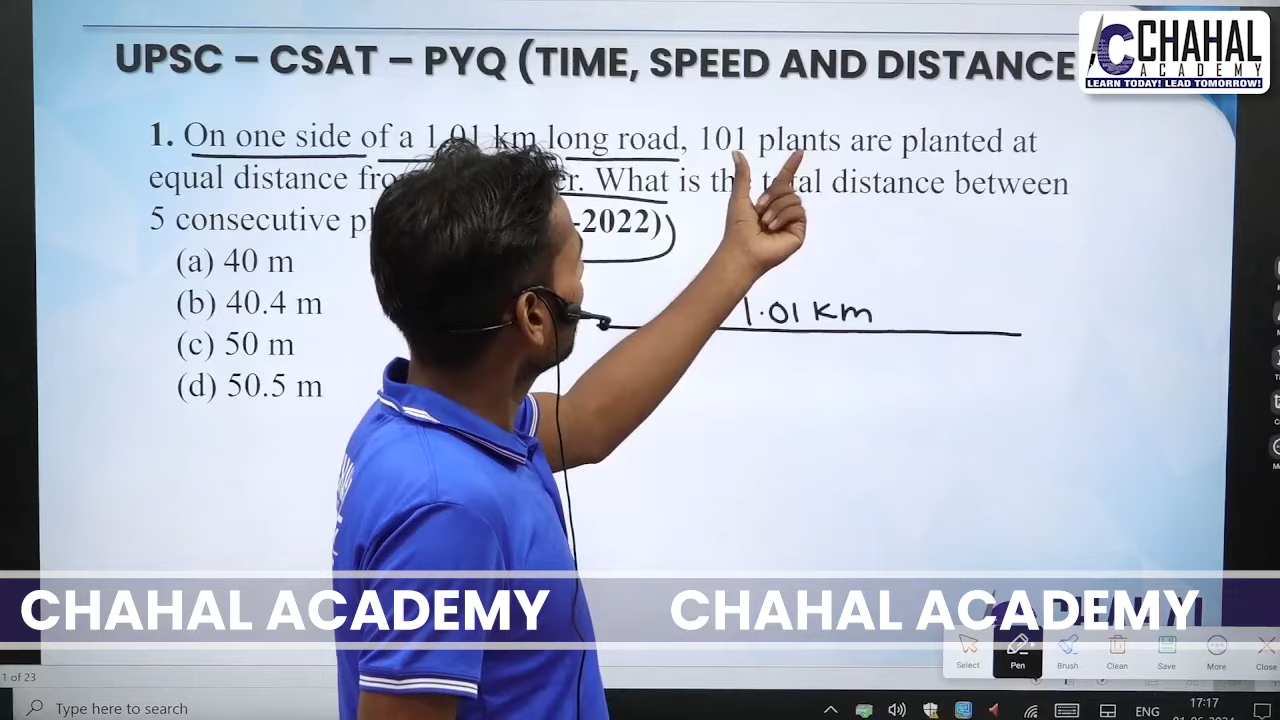 UPSC – CSAT – PYQ (TIME, SPEED AND DISTANCE
CHAHAL
ACADEMY
LEARN TODAY! LEAD TOMORROW!
1. On one side of a 1.01 km long road, 101 plants are planted at
equal distance What is the total distance between
5 consecutive -2022)
(a) 40 m
(b) 40.4 m
(c) 50 m
(d) 50.5 m
1.01 km
CHAHAL ACADEMY CHAHAL ACADEMY
Select Pen Brush Clean Save More Close
1 of 23
Type here to search
ENG 17:17